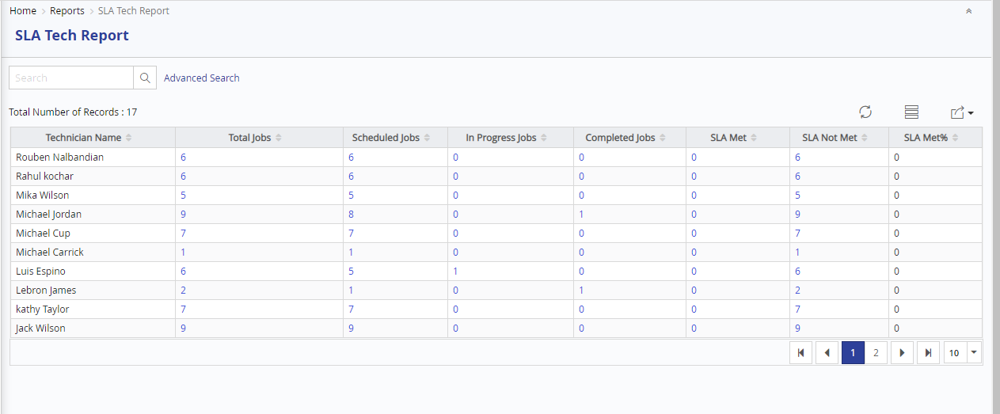 Home > Reports > SLA Tech Report
SLA Tech Report
Search
Advanced Search
Total Number of Records : 17
Technician Name Total Jobs Scheduled Jobs In Progress Jobs Completed Jobs SLA Met SLA Not Met SLA Met%
Rouben Nalbandian 6 6 0 0 0 6 0
Rahul kochar 6 6 0 0 0 6 0
Mika Wilson 5 5 0 0 0 5 0
Michael Jordan 9 8 0 1 0 9 0
Michael Cup 7 7 0 0 0 7 0
Michael Carrick 1 1 0 0 0 1 0
Luis Espino 6 5 1 0 0 6 0
Lebron James 2 1 0 1 0 2 0
kathy Taylor 7 7 0 0 0 7 0
Jack Wilson 9 9 0 0 0 9 0
1 2 10